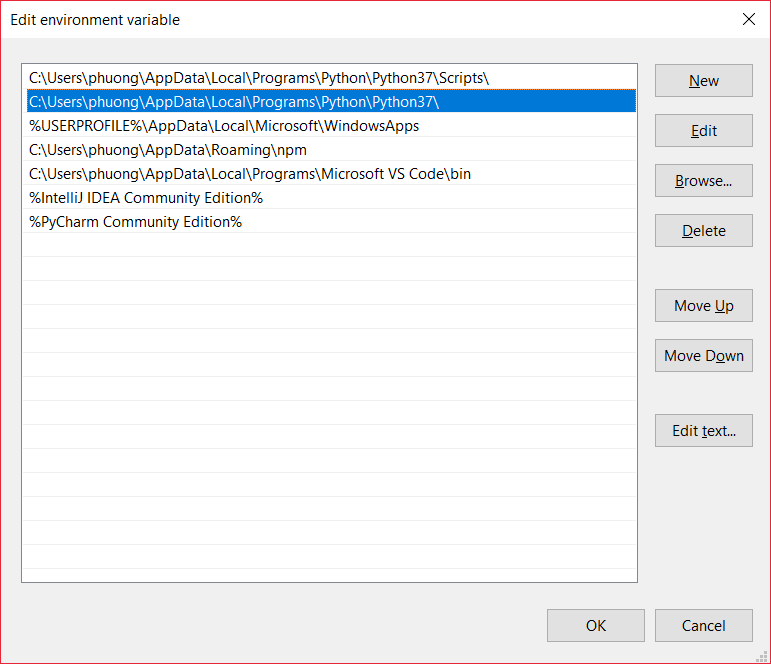 Edit environment variable
C:\Users\phuong\AppData\Local\Programs\Python\Python37\Scripts\
C:\Users\phuong\AppData\Local\Programs\Python\Python37\
%USERPROFILE%\AppData\Local\Microsoft\WindowsApps
C:\Users\phuong\AppData\Roaming\npm
C:\Users\phuong\AppData\Local\Programs\Microsoft VS Code\bin
%IntelliJ IDEA Community Edition%
%PyCharm Community Edition%
New
Edit
Browse...
Delete
Move Up
Move Down
Edit text...
OK
Cancel